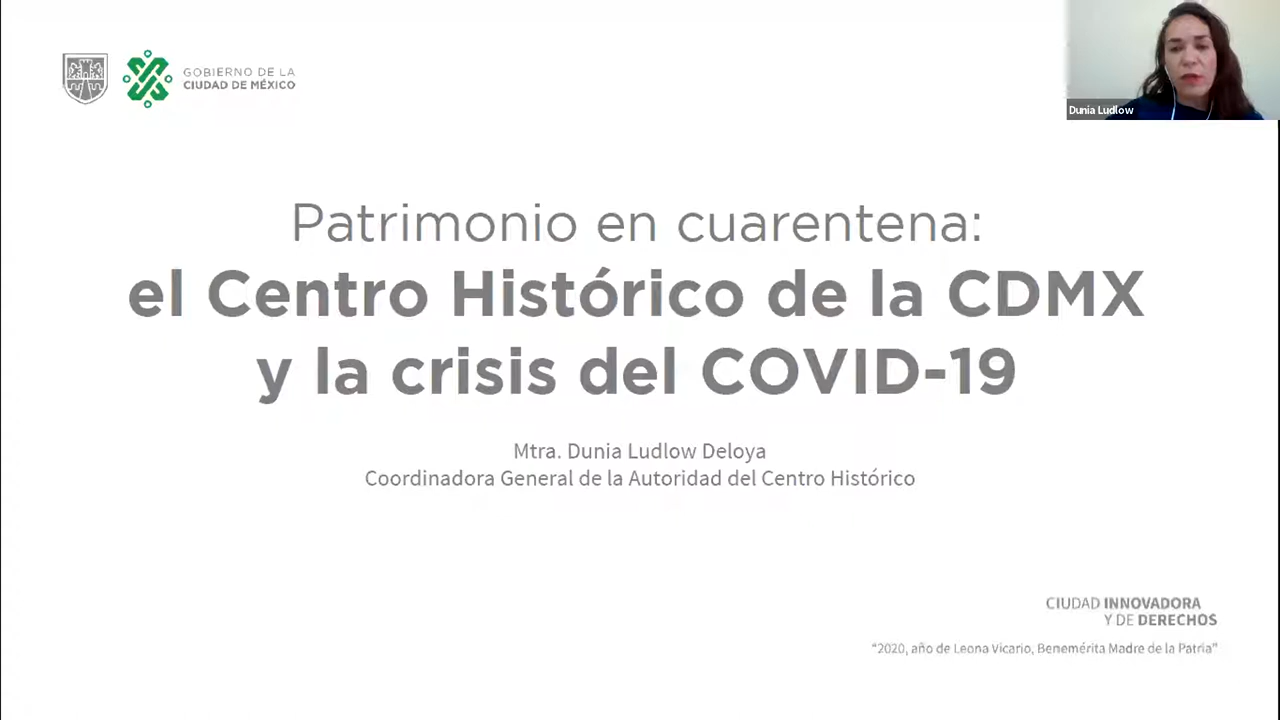 GOBIERNO DE LA
CIUDAD DE MÉXICO
Dunia Ludlow
Patrimonio en cuarentena:
el Centro Histórico de la CDMX
y la crisis del COVID-19
Mtra. Dunia Ludlow Deloya
Coordinadora General de la Autoridad del Centro Histórico
CIUDAD INNOVADORA
Y DE DERECHOS
“2020, año de Leona Vicario, Benemérita Madre de la Patria”